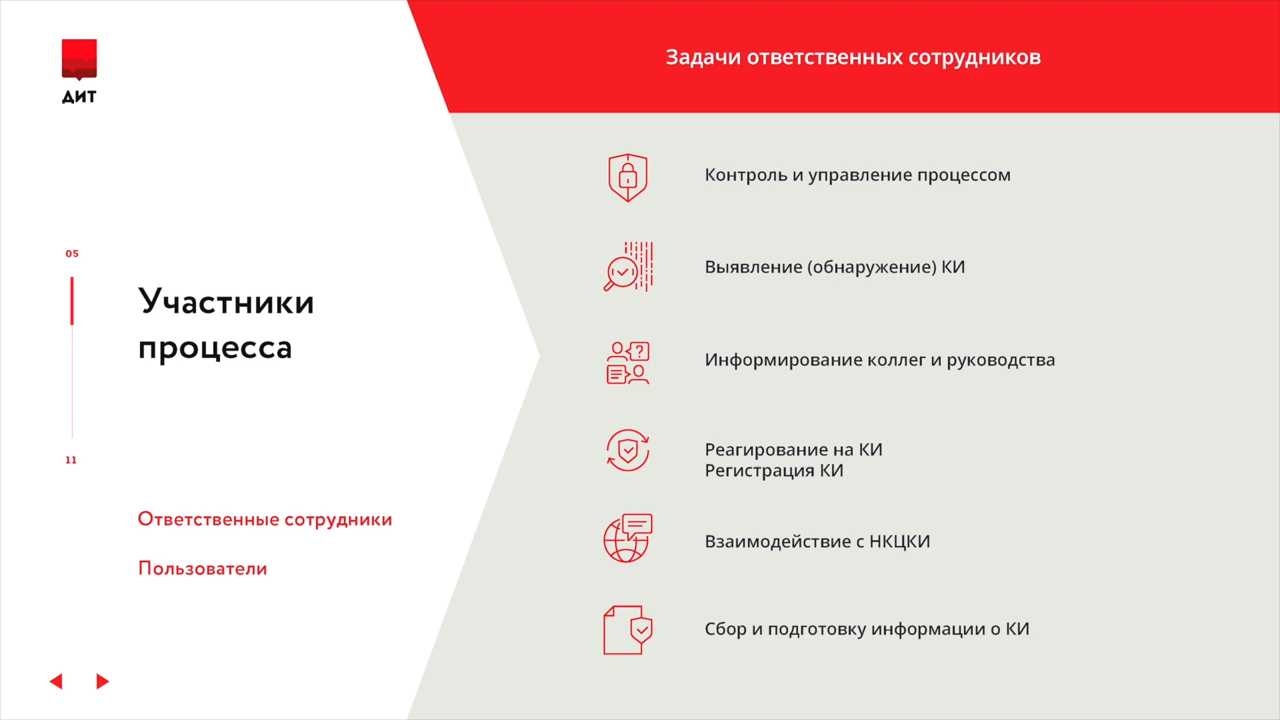 ДИТ
05
11
Участники
процесса
Ответственные сотрудники
Пользователи
Задачи ответственных сотрудников
Контроль и управление процессом
Выявление (обнаружение) КИ
?
Информирование коллег и руководства
Реагирование на КИ
Регистрация КИ
Взаимодействие с НКЦКИ
Сбор и подготовку информации о КИ